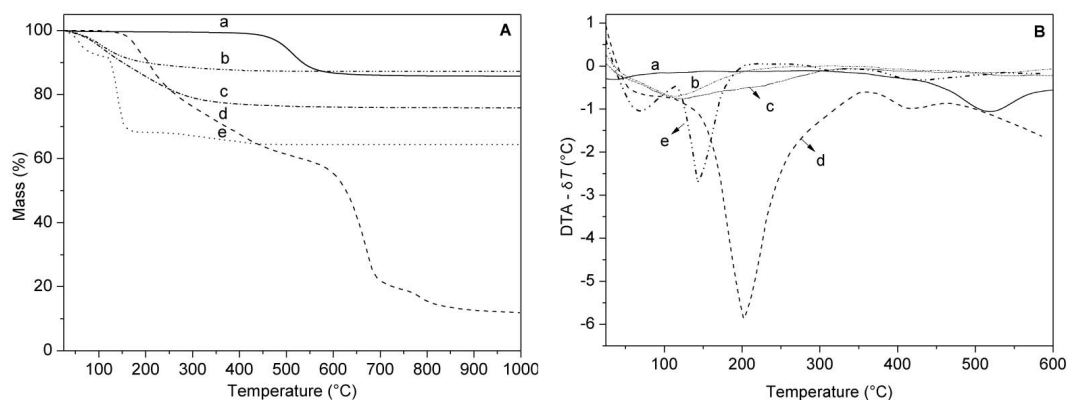 A
a
b
c
d
e
100
80
60
40
20
0
Mass (%)
100 200 300 400 500 600 700 800 900 1000
Temperature (°C)
B
a
b
c
e
d
1
0
-1
-2
-3
-4
-5
-6
DTA - δT (°C)
100 200 300 400 500 600
Temperature (°C)